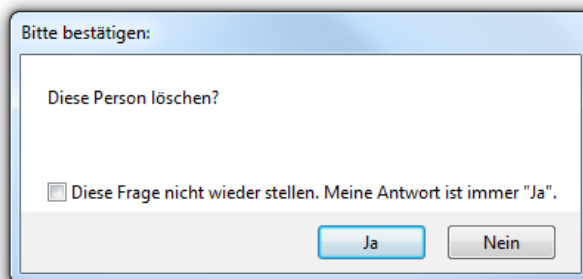 Bitte bestätigen:
Diese Person löschen?
Diese Frage nicht wieder stellen. Meine Antwort ist immer "Ja".
Ja
Nein